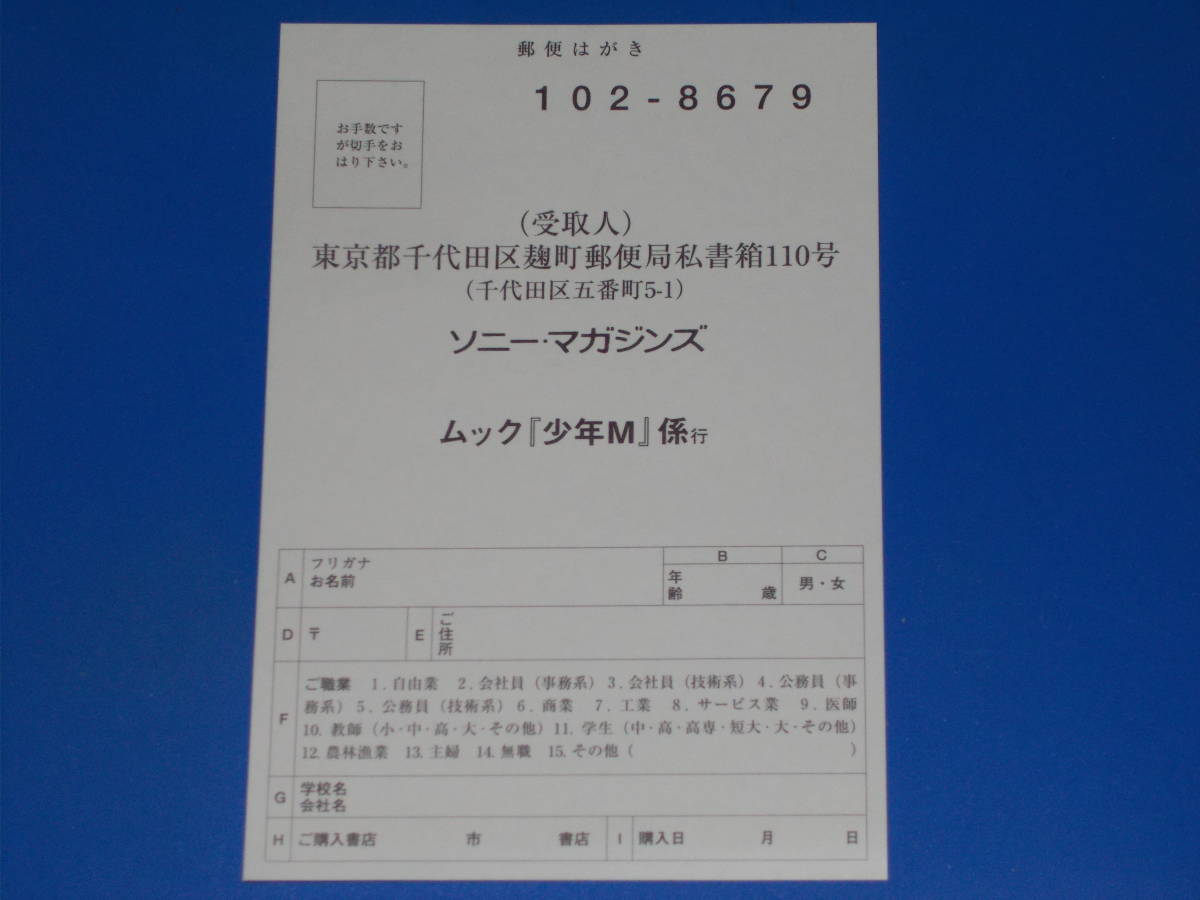 郵便はがき
102-8679
お手数です
が切手をお
はり下さい。
(受取人)
東京都千代田区麹町郵便局私書箱110号
(千代田区五番町5-1)
ソニー・マガジンズ
ムック『少年M』係行
A フリガナ
お名前
B
年齢 歳
C
男・女
D 〒
E ご住所
F ご職業 1. 自由業 2. 会社員(事務系) 3. 会社員(技術系) 4. 公務員(事
務系) 5. 公務員(技術系) 6. 商業 7. 工業 8. サービス業 9. 医師
10. 教師(小・中・高・大・その他) 11. 学生(中・高・高専・短大・大・その他)
12. 農林漁業 13. 主婦 14. 無職 15. その他( )
G 学校名
会社名
H ご購入書店 市 書店 I 購入日 月 日